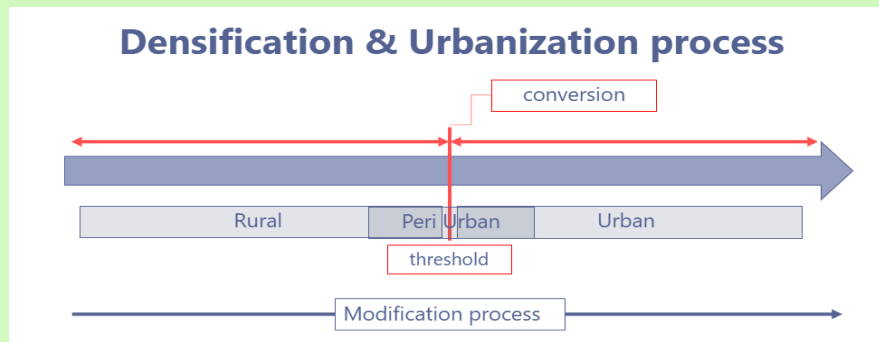 Densification & Urbanization process
conversion
Rural
Peri Urban
Urban
threshold
Modification process